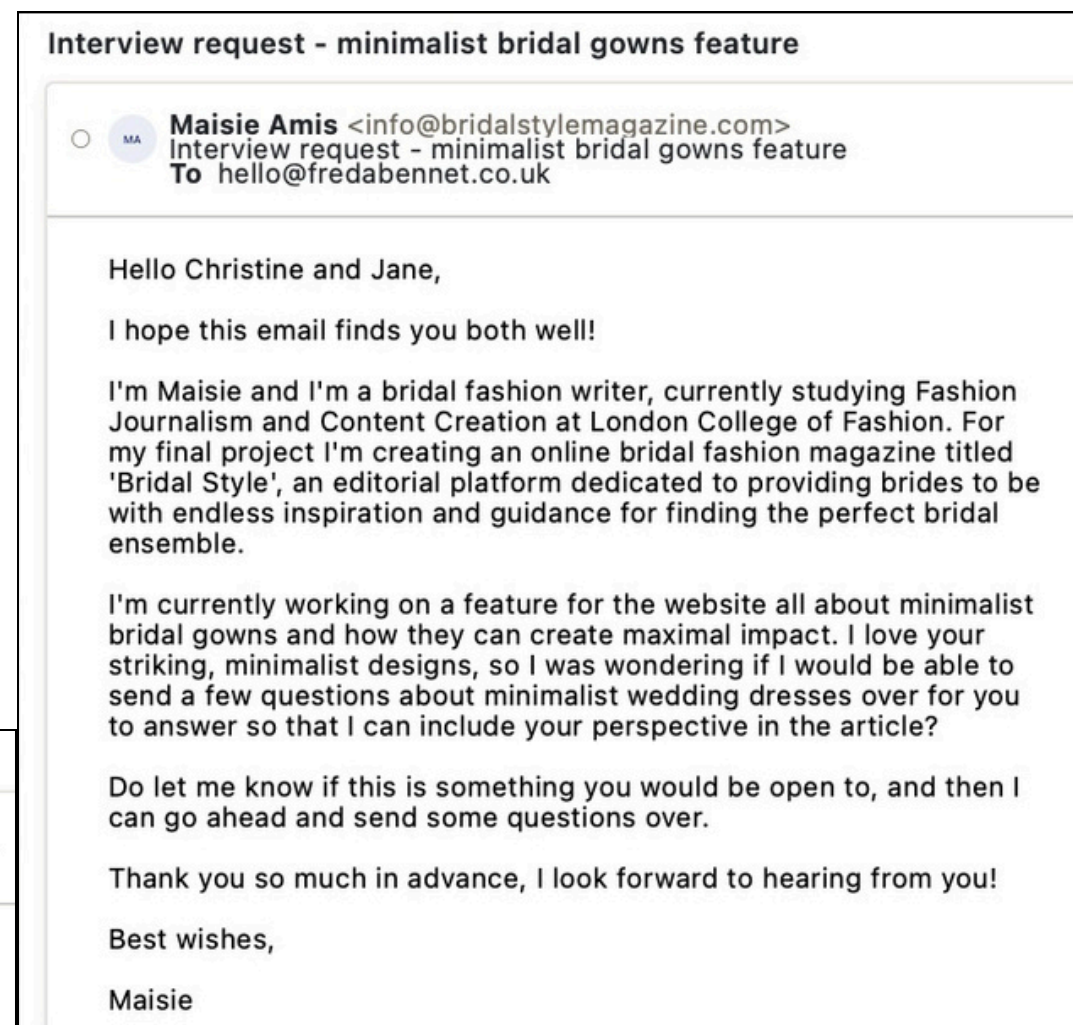 Interview request - minimalist bridal gowns feature
MA
Maisie Amis <info@bridalstylemagazine.com>
Interview request - minimalist bridal gowns feature
To hello@fredabennet.co.uk
Hello Christine and Jane,
I hope this email finds you both well!
I'm Maisie and I'm a bridal fashion writer, currently studying Fashion
Journalism and Content Creation at London College of Fashion. For
my final project I'm creating an online bridal fashion magazine titled
'Bridal Style', an editorial platform dedicated to providing brides to be
with endless inspiration and guidance for finding the perfect bridal
ensemble.
I'm currently working on a feature for the website all about minimalist
bridal gowns and how they can create maximal impact. I love your
striking, minimalist designs, so I was wondering if I would be able to
send a few questions about minimalist wedding dresses over for you
to answer so that I can include your perspective in the article?
Do let me know if this is something you would be open to, and then I
can go ahead and send some questions over.
Thank you so much in advance, I look forward to hearing from you!
Best wishes,
Maisie